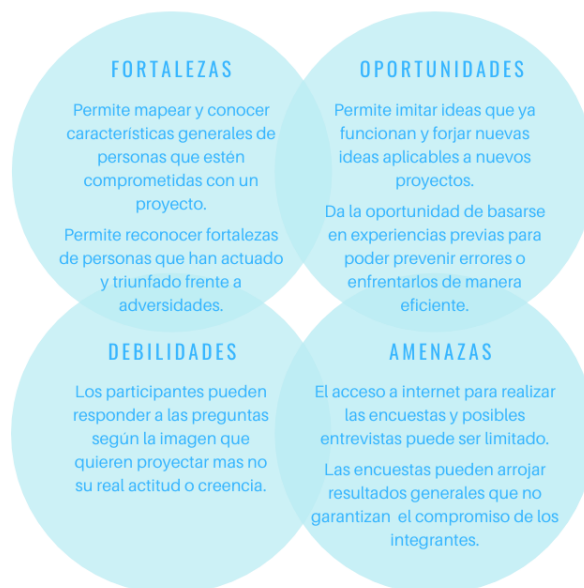 FORTALEZAS
Permite mapear y conocer
características generales de
personas que estén
comprometidas con un
proyecto.
Permite reconocer fortalezas
de personas que han actuado
y triunfado frente a
adversidades.
OPORTUNIDADES
Permite imitar ideas que ya
funcionan y forjar nuevas
ideas aplicables a nuevos
proyectos.
Da la oportunidad de basarse
en experiencias previas para
poder prevenir errores o
enfrentarlos de manera
eficiente.
DEBILIDADES
Los participantes pueden
responder a las preguntas
según la imagen que
quieren proyectar mas no
su real actitud o creencia.
AMENAZAS
El acceso a internet para realizar
las encuestas y posibles
entrevistas puede ser limitado.
Las encuestas pueden arrojar
resultados generales que no
garantizan el compromiso de los
integrantes.